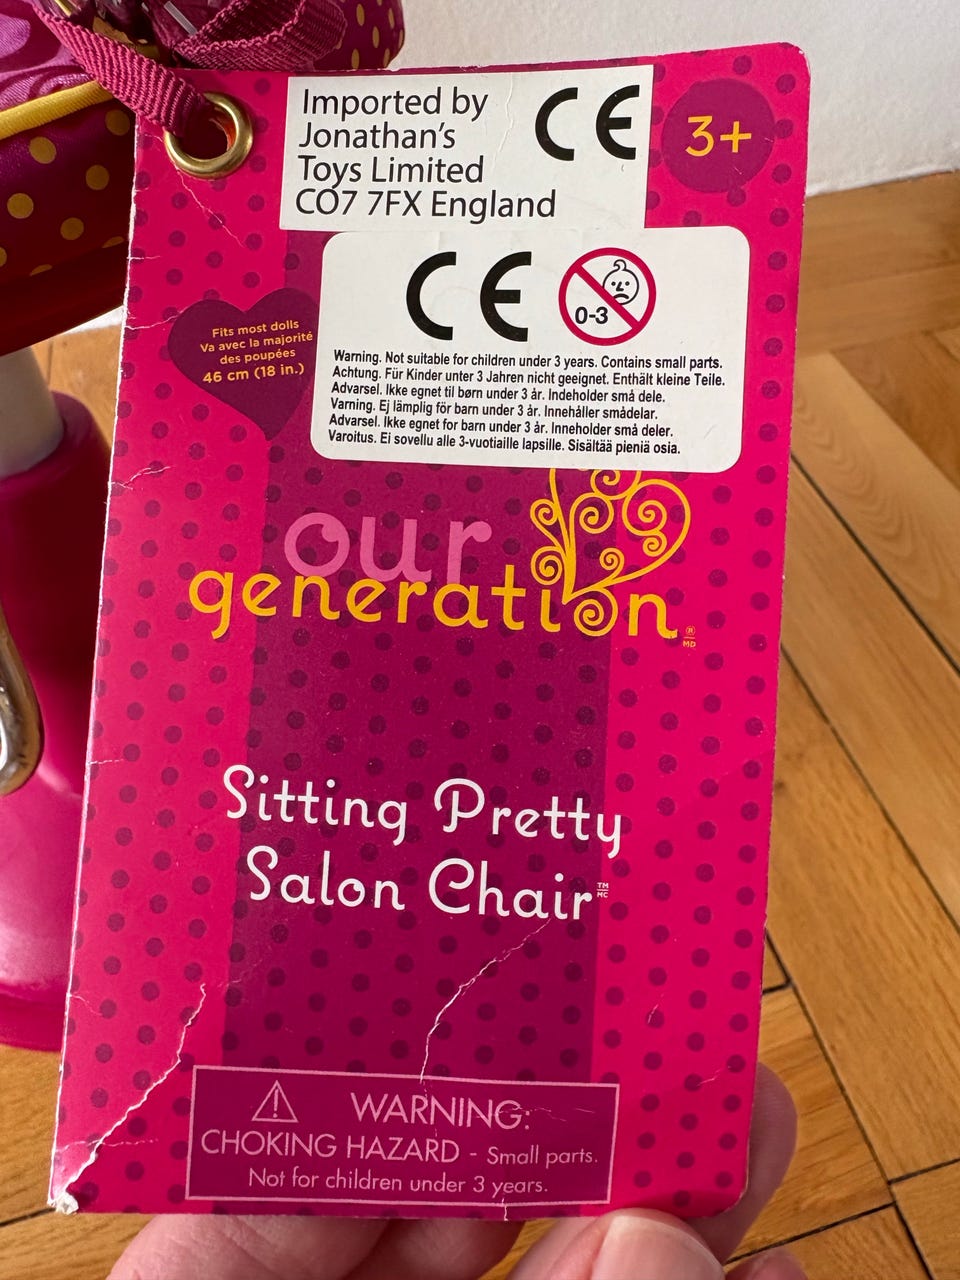 Imported by
Jonathan's
Toys Limited
CO7 7FX England
CE
3+
CE
0-3
Warning. Not suitable for children under 3 years. Contains small parts.
Achtung. Für Kinder unter 3 Jahren nicht geeignet. Enthält kleine Teile.
Advarsel. Ikke egnet til børn under 3 år. Indeholder små dele.
Varning. Ej lämplig för barn under 3 år. Innehåller smådelar.
Advarsel. Ikke egnet for barn under 3 år. Inneholder små deler.
Varoitus. Ei sovellu alle 3-vuotiaille lapsille. Sisältää pieniä osia.
Fits most dolls
Va avec la majorité
des poupées
46 cm (18 in.)
our
generation
® MD
Sitting Pretty
Salon Chair™ MC
WARNING:
CHOKING HAZARD - Small parts.
Not for children under 3 years.